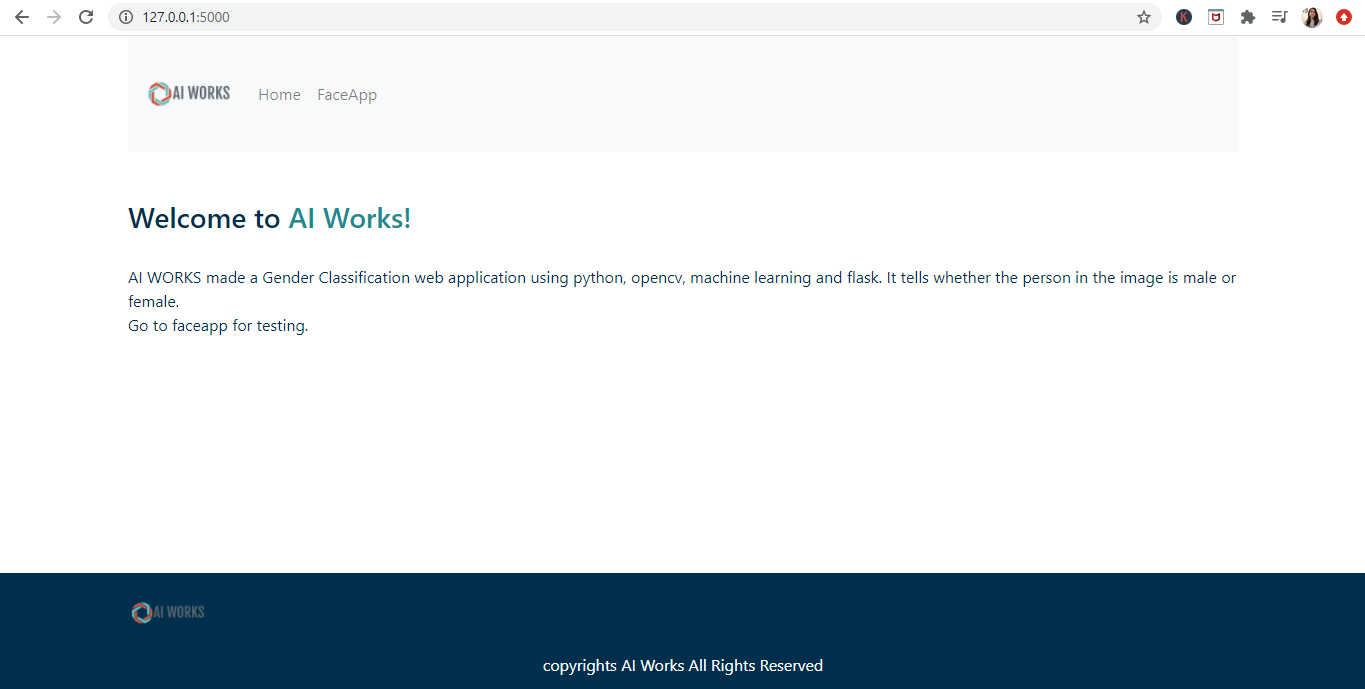 127.0.0.1:5000
AI WORKS
Home FaceApp
Welcome to AI Works!
AI WORKS made a Gender Classification web application using python, opencv, machine learning and flask. It tells whether the person in the image is male or
female.
Go to faceapp for testing.
AI WORKS
copyrights AI Works All Rights Reserved